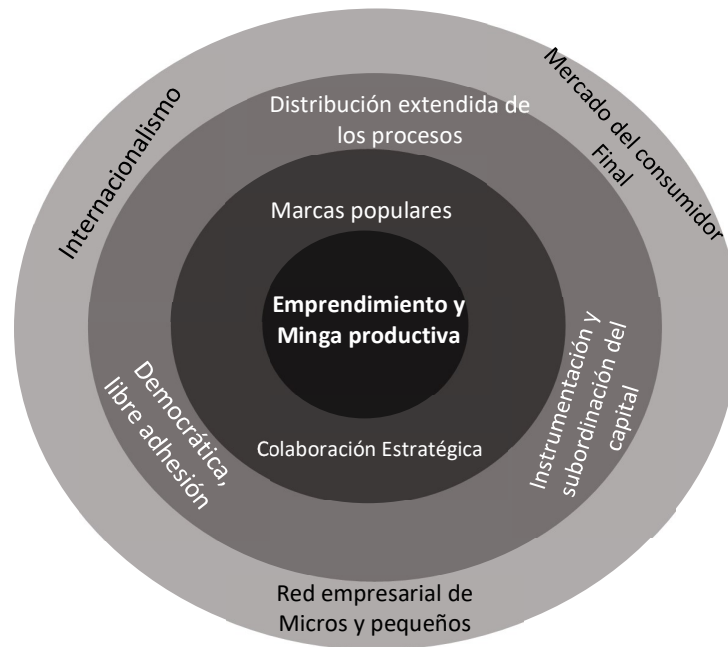 Internacionalismo
Mercado del consumidor
Final
Distribución extendida de
los procesos
Marcas populares
Emprendimiento y
Minga productiva
Democrática,
libre adhesión
Instrumentación y
subordinación del
capital
Colaboración Estratégica
Red empresarial de
Micros y pequeños